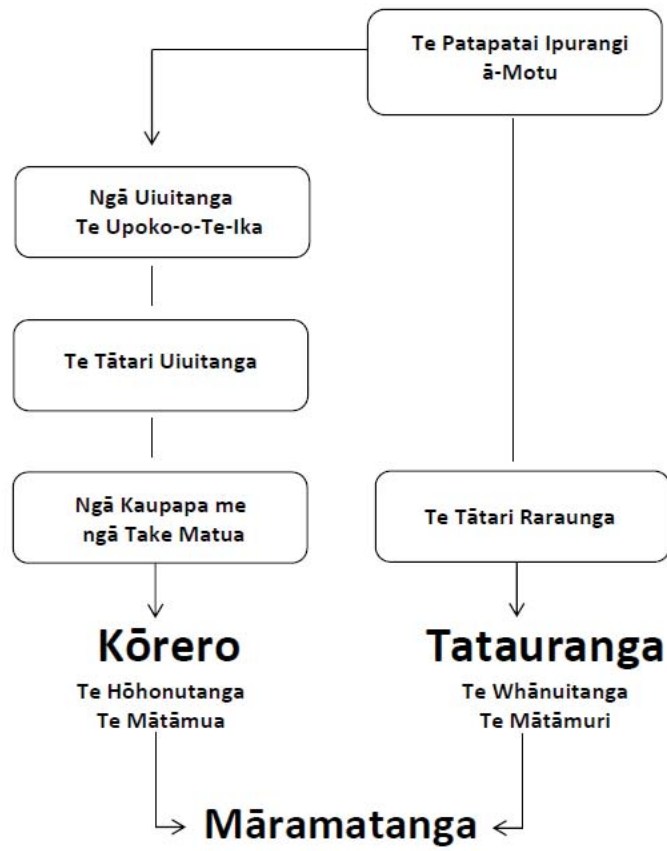 Te Patapatai Ipurangi
ā-Motu
Ngā Uiuitanga
Te Upoko-o-Te-Ika
Te Tātari Uiuitanga
Ngā Kaupapa me
ngā Take Matua
Te Tātari Raraunga
Kōrero
Te Hōhonutanga
Te Mātāmua
Tatauranga
Te Whānuitanga
Te Mātāmuri
Māramatanga